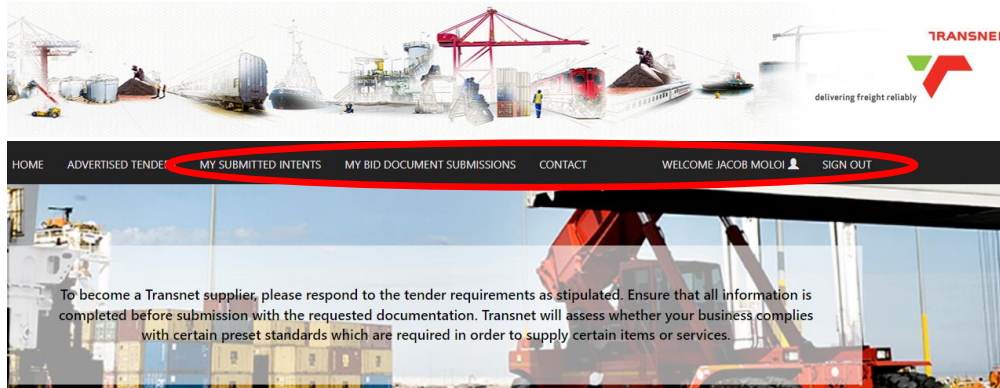 TRANSNET
delivering freight reliably
HOME ADVERTISED TENDER MY SUBMITTED INTENTS MY BID DOCUMENT SUBMISSIONS CONTACT WELCOME JACOB MOLOI SIGN OUT
To become a Transnet supplier, please respond to the tender requirements as stipulated. Ensure that all information is
completed before submission with the requested documentation. Transnet will assess whether your business complies
with certain preset standards which are required in order to supply certain items or services.